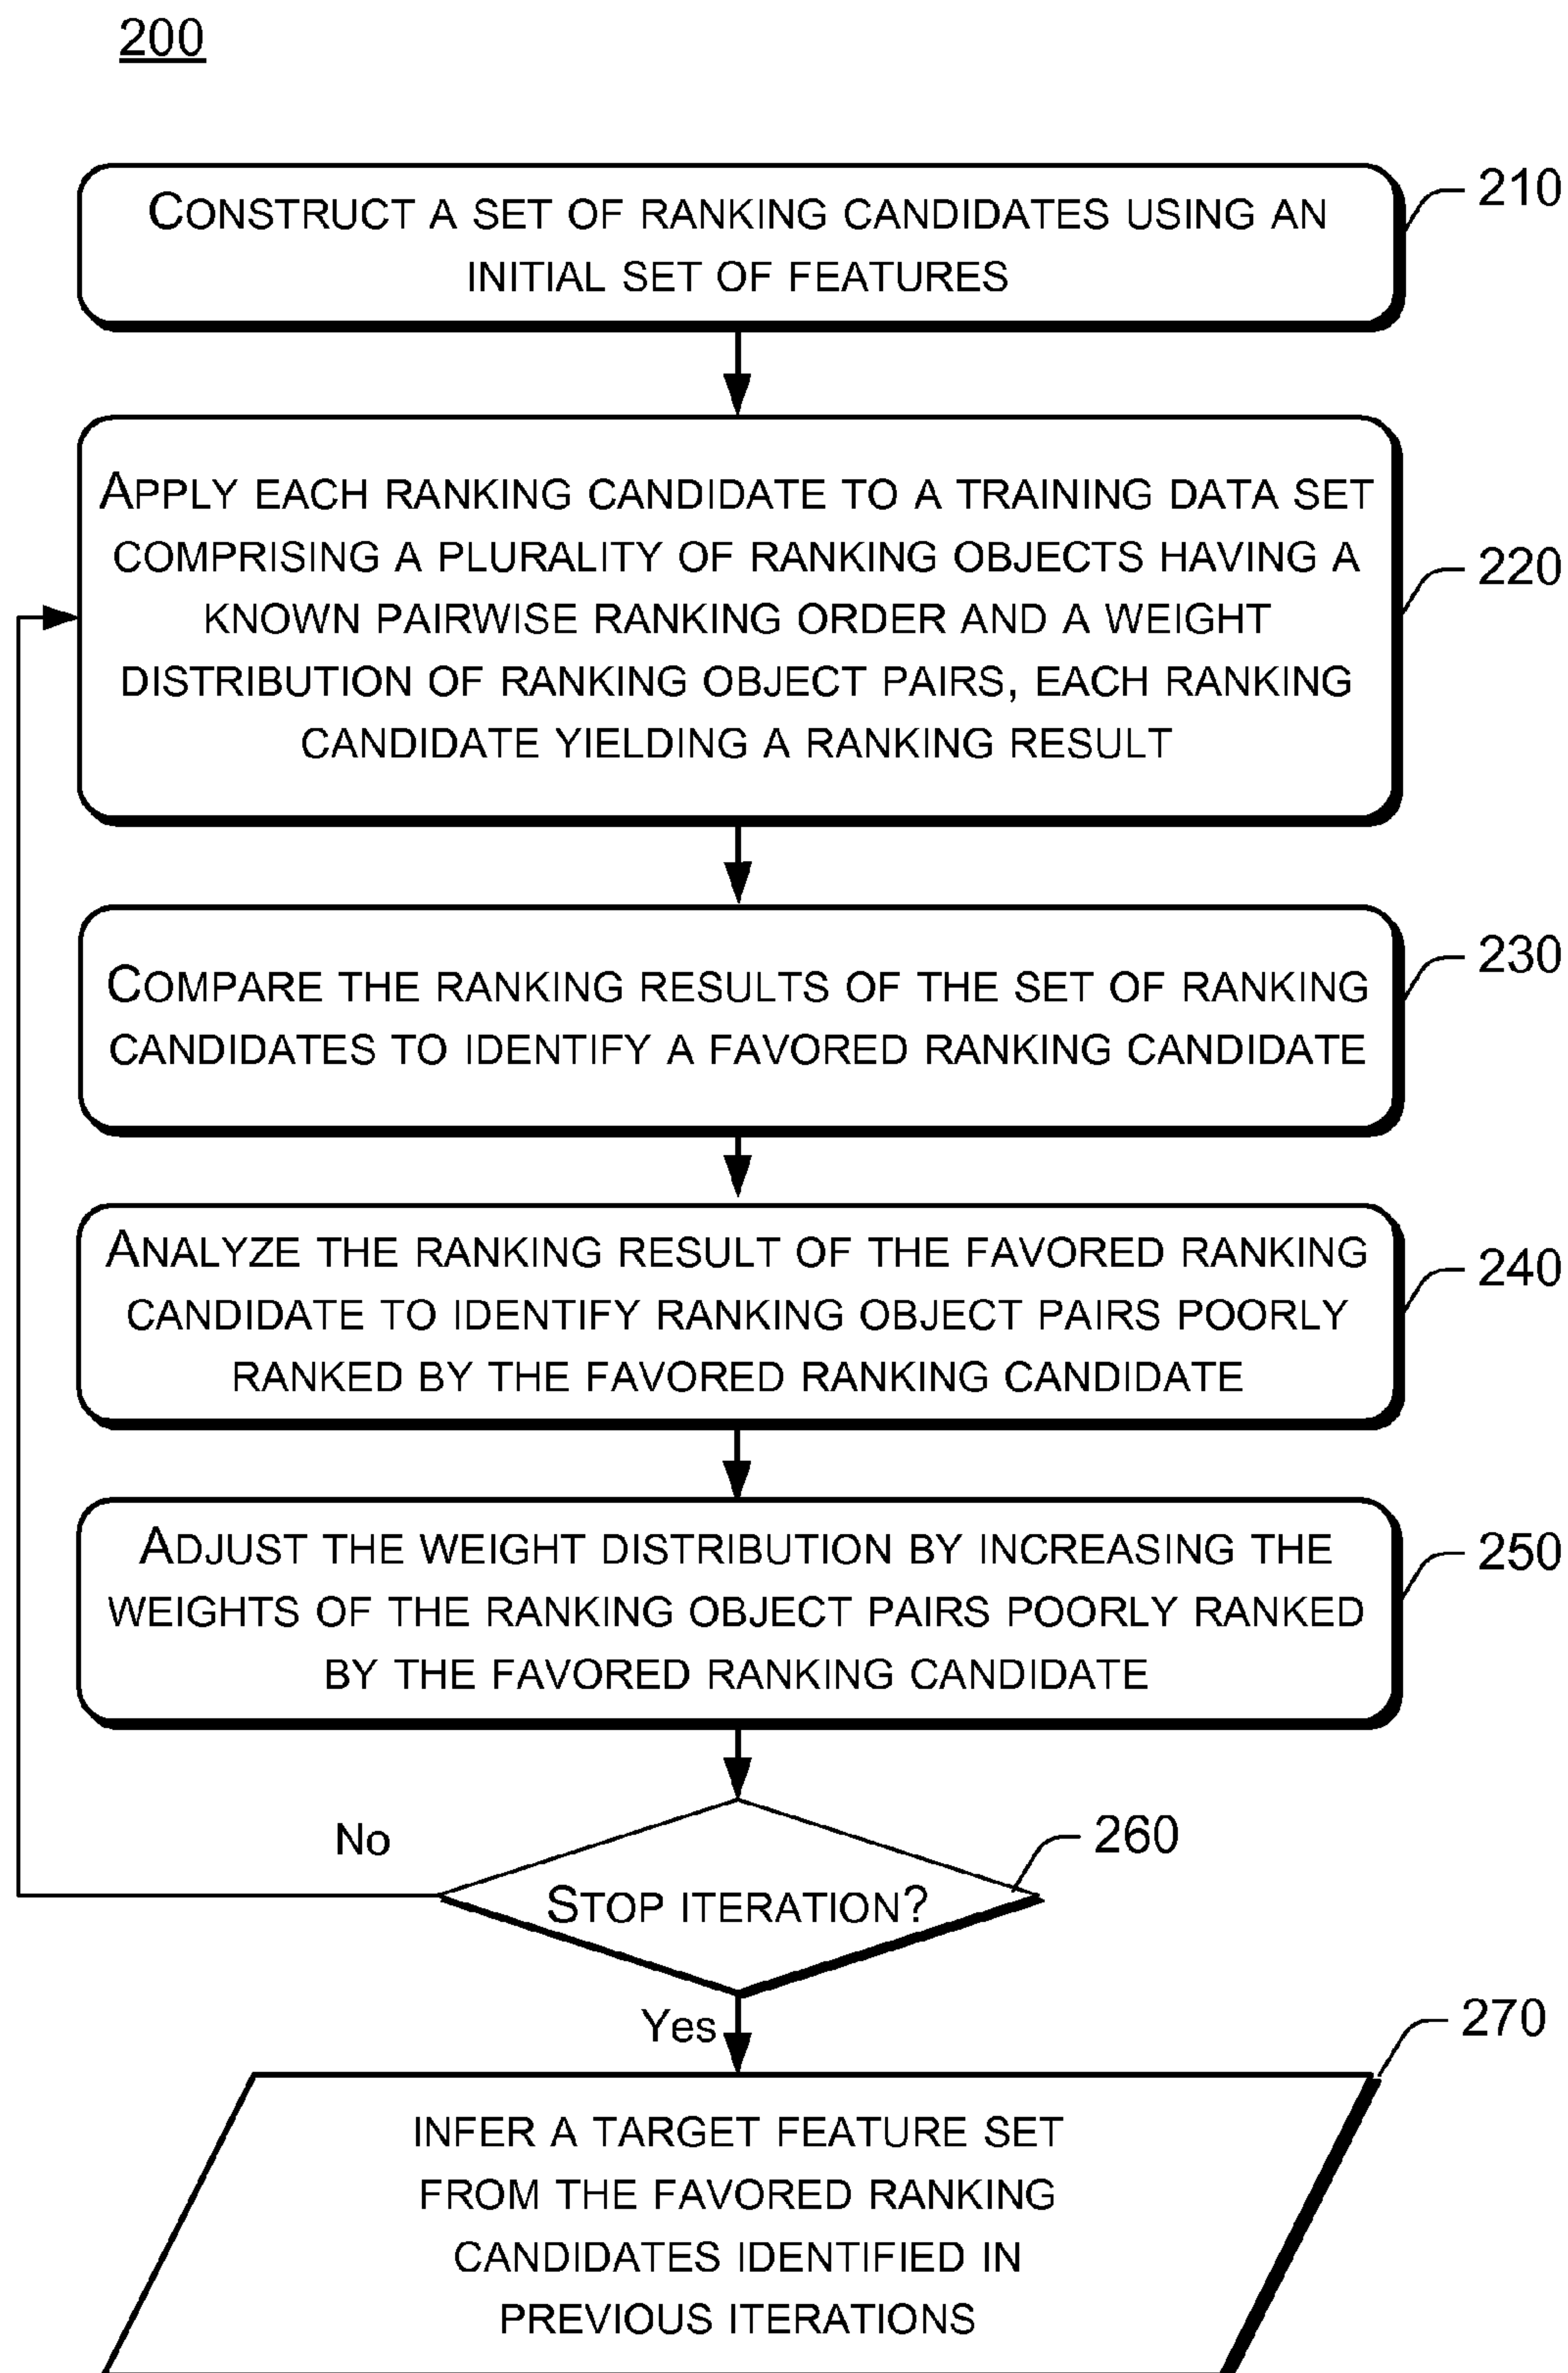 200
CONSTRUCT A SET OF RANKING CANDIDATES USING AN
INITIAL SET OF FEATURES
210
APPLY EACH RANKING CANDIDATE TO A TRAINING DATA SET
COMPRISING A PLURALITY OF RANKING OBJECTS HAVING A
KNOWN PAIRWISE RANKING ORDER AND A WEIGHT
DISTRIBUTION OF RANKING OBJECT PAIRS, EACH RANKING
CANDIDATE YIELDING A RANKING RESULT
220
COMPARE THE RANKING RESULTS OF THE SET OF RANKING
CANDIDATES TO IDENTIFY A FAVORED RANKING CANDIDATE
230
ANALYZE THE RANKING RESULT OF THE FAVORED RANKING
CANDIDATE TO IDENTIFY RANKING OBJECT PAIRS POORLY
RANKED BY THE FAVORED RANKING CANDIDATE
240
ADJUST THE WEIGHT DISTRIBUTION BY INCREASING THE
WEIGHTS OF THE RANKING OBJECT PAIRS POORLY RANKED
BY THE FAVORED RANKING CANDIDATE
250
No
STOP ITERATION?
260
Yes
INFER A TARGET FEATURE SET
FROM THE FAVORED RANKING
CANDIDATES IDENTIFIED IN
PREVIOUS ITERATIONS
270